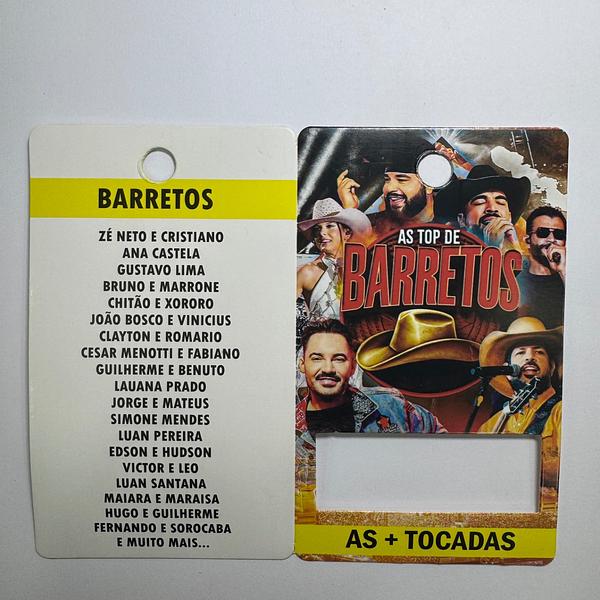 BARRETOS
ZÉ NETO E CRISTIANO
ANA CASTELA
GUSTAVO LIMA
BRUNO E MARRONE
CHITÃO E XORORO
JOÃO BOSCO E VINICIUS
CLAYTON E ROMARIO
CESAR MENOTTI E FABIANO
GUILHERME E BENUTO
LAUANA PRADO
JORGE E MATEUS
SIMONE MENDES
LUAN PEREIRA
EDSON E HUDSON
VICTOR E LEO
LUAN SANTANA
MAIARA E MARAISA
HUGO E GUILHERME
FERNANDO E SOROCABA
E MUITO MAIS...
AS TOP DE
BARRETOS
AS + TOCADAS